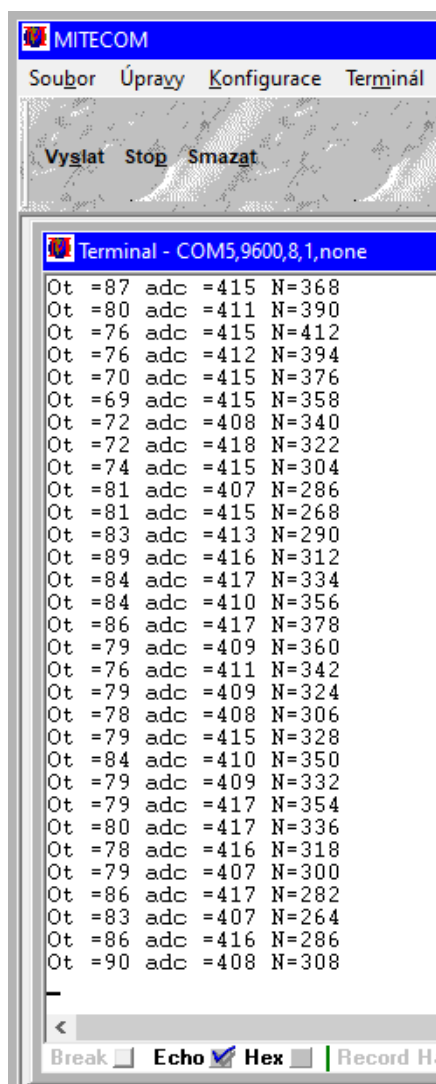 MITECOM
Soubor Úpravy Konfigurace Terminál
Vyslat Stop Smazat
Terminal - COM5,9600,8,1,none
Ot =87 adc =415 N=368
Ot =80 adc =411 N=390
Ot =76 adc =415 N=412
Ot =76 adc =412 N=394
Ot =70 adc =415 N=376
Ot =69 adc =415 N=358
Ot =72 adc =408 N=340
Ot =72 adc =418 N=322
Ot =74 adc =415 N=304
Ot =81 adc =407 N=286
Ot =81 adc =415 N=268
Ot =83 adc =413 N=290
Ot =89 adc =416 N=312
Ot =84 adc =417 N=334
Ot =84 adc =410 N=356
Ot =86 adc =417 N=378
Ot =79 adc =409 N=360
Ot =76 adc =411 N=342
Ot =79 adc =409 N=324
Ot =78 adc =408 N=306
Ot =79 adc =415 N=328
Ot =84 adc =410 N=350
Ot =79 adc =409 N=332
Ot =79 adc =417 N=354
Ot =80 adc =417 N=336
Ot =78 adc =416 N=318
Ot =79 adc =407 N=300
Ot =86 adc =417 N=282
Ot =83 adc =407 N=264
Ot =86 adc =416 N=286
Ot =90 adc =408 N=308
Break Echo Hex Record